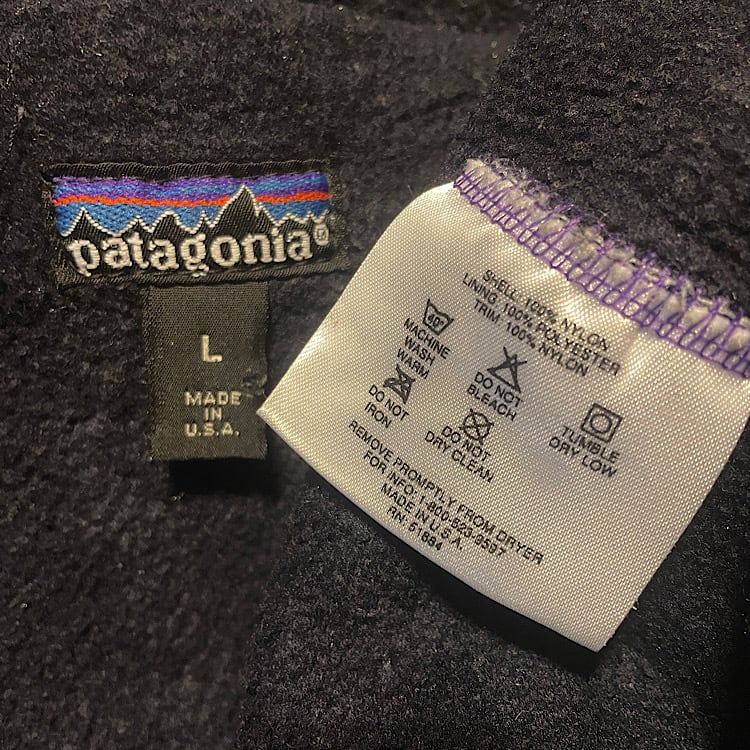 patagonia®
L
MADE
IN
U.S.A.
SHELL: 100% NYLON
LINING: 100% POLYESTER
TRIM: 100% NYLON
40°
MACHINE
WASH
WARM
DO NOT
BLEACH
TUMBLE
DRY LOW
DO NOT
IRON
DO NOT
DRY CLEAN
REMOVE PROMPTLY FROM DRYER
FOR INFO: 1-800-523-9597
MADE IN U.S.A.
RN: 51884